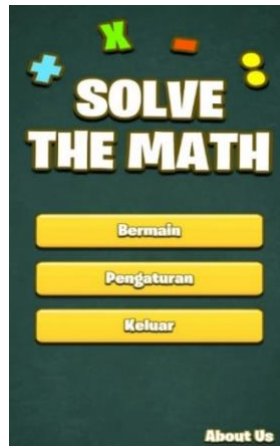 SOLVE
THE MATH
Bermain
Pengaturan
Keluar
About Us